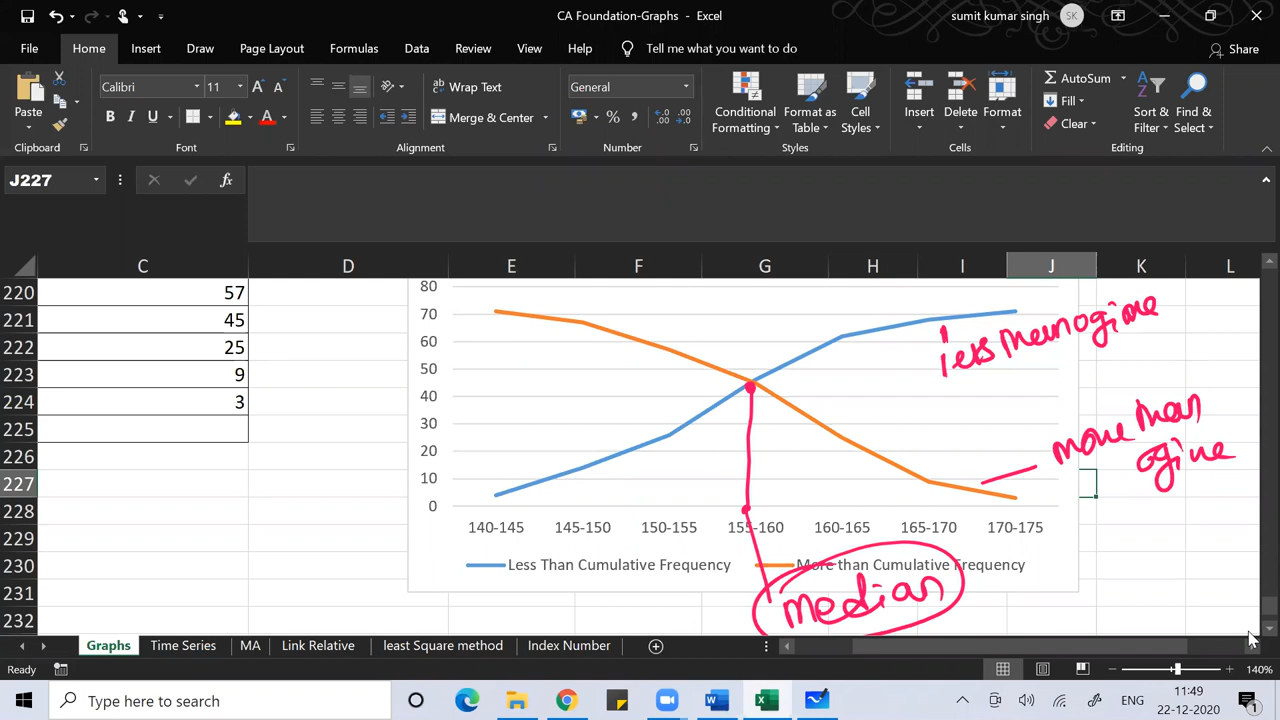 CA Foundation-Graphs - Excel
sumit kumar singh SK
File Home Insert Draw Page Layout Formulas Data Review View Help Tell me what you want to do Share
Paste
Calibri 11
B I U
Wrap Text
Merge & Center
General
% ,
Conditional Formatting
Format as Table
Cell Styles
Insert
Delete
Format
AutoSum
Fill
Clear
Sort & Filter
Find & Select
Clipboard Font Alignment Number Styles Cells Editing
J227
fx
C D E F G H I J K L
220 57
221 45
222 25
223 9
224 3
225
226
227
228
229
230
231
232
80
70
60
50
40
30
20
10
0
140-145 145-150 150-155 155-160 160-165 165-170 170-175
Less Than Cumulative Frequency More than Cumulative Frequency
less than ogive
more than
ogive
median
Graphs Time Series MA Link Relative least Square method Index Number
Ready
140%
Type here to search
ENG
11:49
22-12-2020
1